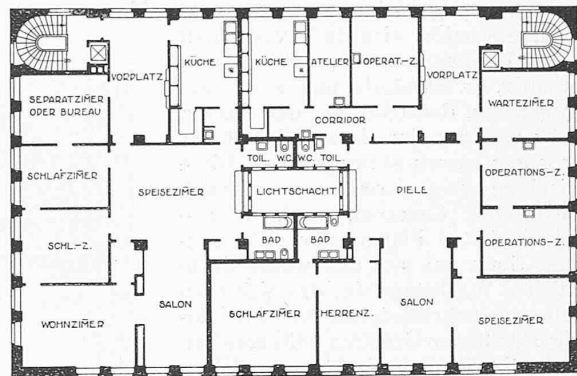 KÜCHE
KÜCHE
ATELIER
OPERAT.-Z.
VORPLATZ
VORPLATZ
SEPARATZIMER
ODER BUREAU
WARTEZIMER
CORRIDOR
TOIL.
W.C.
W.C.
TOIL.
SCHLAFZIMER
SPEISEZIMER
LICHTSCHACHT
DIELE
OPERATIONS-Z.
BAD
BAD
SCHL.-Z.
OPERATIONS-Z.
WOHNZIMER
SALON
SCHLAFZIMER
HERRENZ.
SALON
SPEISEZIMER